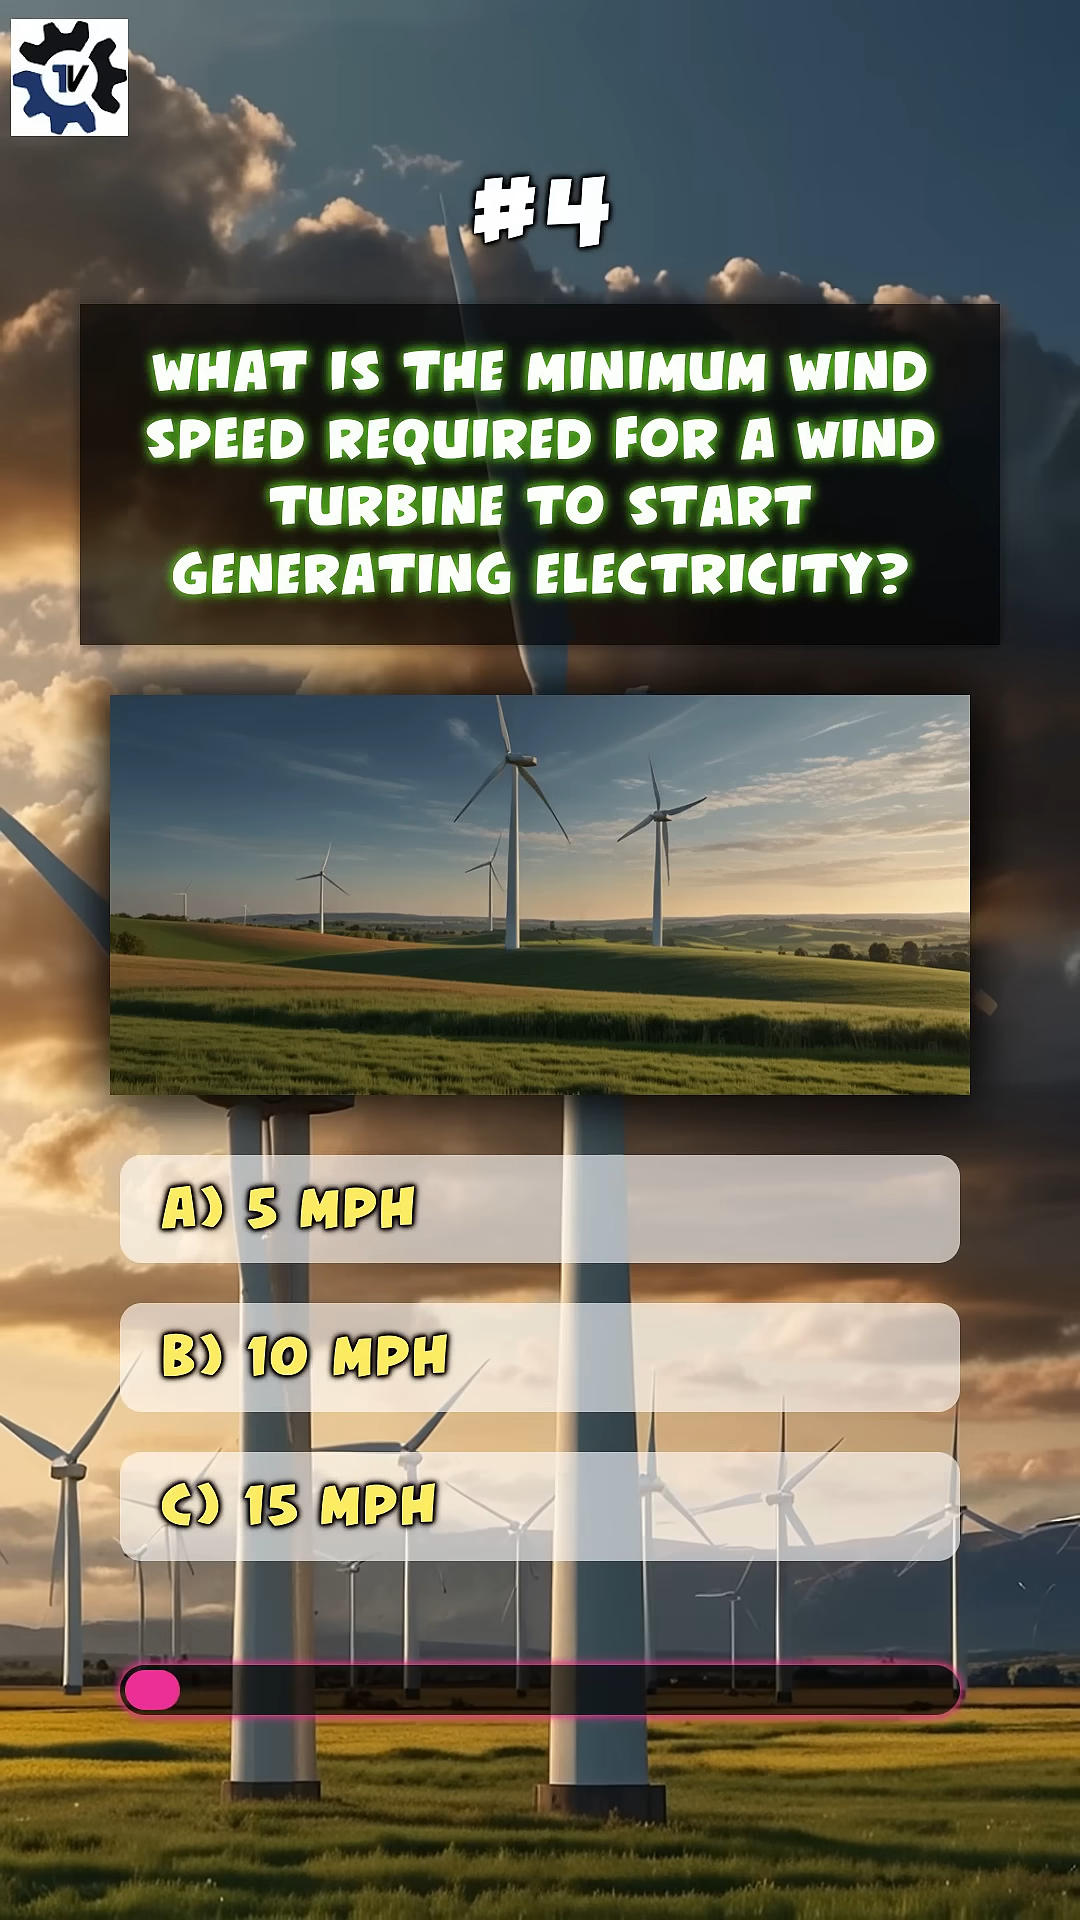 1V
#4
WHAT IS THE MINIMUM WIND
SPEED REQUIRED FOR A WIND
TURBINE TO START
GENERATING ELECTRICITY?
A) 5 MPH
B) 10 MPH
C) 15 MPH